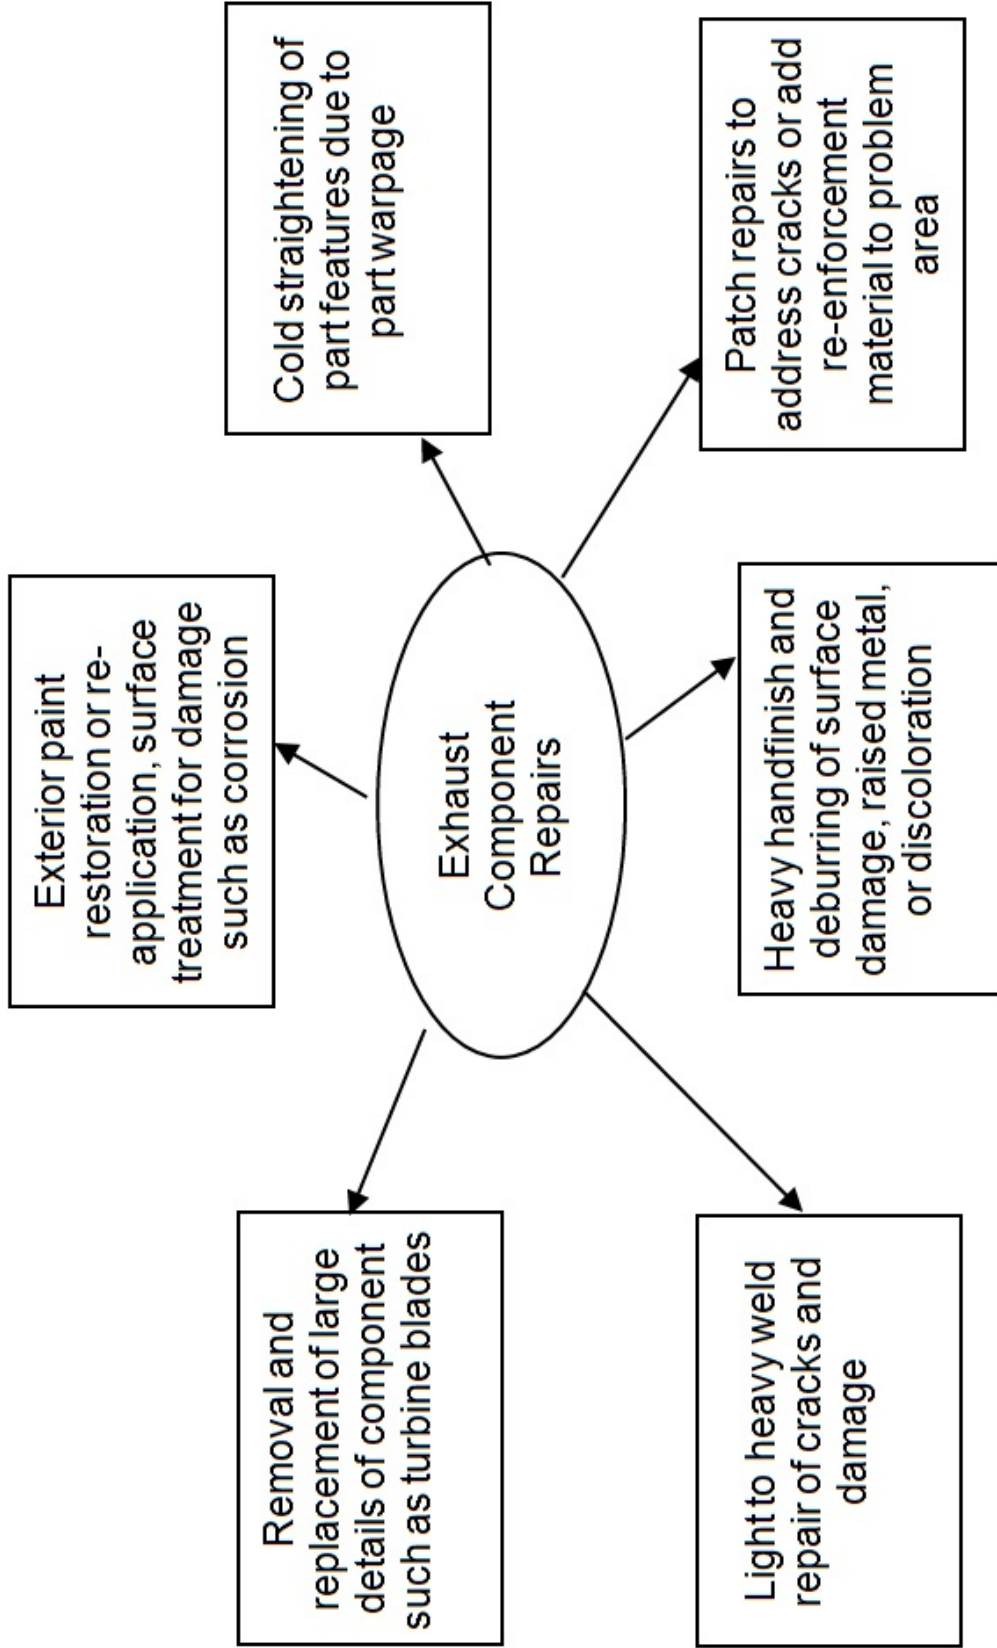 Removal and
replacement of large
details of component
such as turbine blades
Exterior paint
restoration or re-
application, surface
treatment for damage
such as corrosion
Cold straightening of
part features due to
part warpage
Exhaust
Component
Repairs
Light to heavy weld
repair of cracks and
damage
Heavy handfinish and
deburring of surface
damage, raised metal,
or discoloration
Patch repairs to
address cracks or add
re-enforcement
material to problem
area